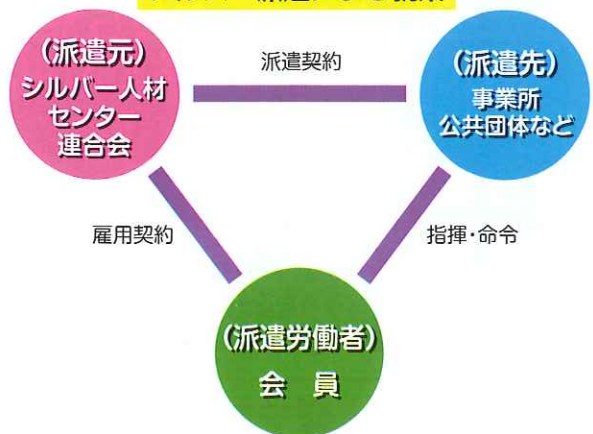 (派遣元)
シルバー人材
センター
連合会
派遣契約
(派遣先)
事業所
公共団体など
雇用契約
指揮・命令
(派遣労働者)
会員